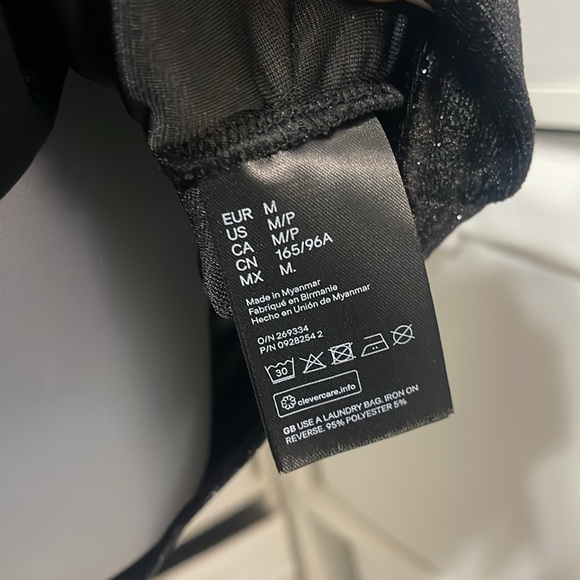 EUR M
US M/P
CA M/P
CN 165/96A
MX M.
Made in Myanmar
Fabriqué en Birmanie
Hecho en Unión de Myanmar
O/N 269334
P/N 0928254 2
30
clevercare.info
GB USE A LAUNDRY BAG. IRON ON
REVERSE. 95% POLYESTER 5%